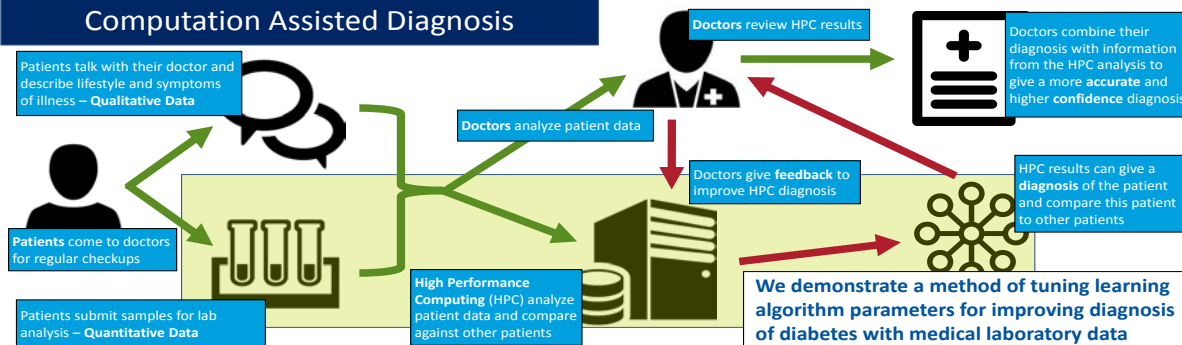 Computation Assisted Diagnosis
Patients talk with their doctor and
describe lifestyle and symptoms
of illness – Qualitative Data
Patients come to doctors
for regular checkups
Patients submit samples for lab
analysis – Quantitative Data
Doctors analyze patient data
High Performance
Computing (HPC) analyze
patient data and compare
against other patients
Doctors review HPC results
Doctors give feedback to
improve HPC diagnosis
Doctors combine their
diagnosis with information
from the HPC analysis to
give a more accurate and
higher confidence diagnosis
HPC results can give a
diagnosis of the patient
and compare this patient
to other patients
We demonstrate a method of tuning learning
algorithm parameters for improving diagnosis
of diabetes with medical laboratory data